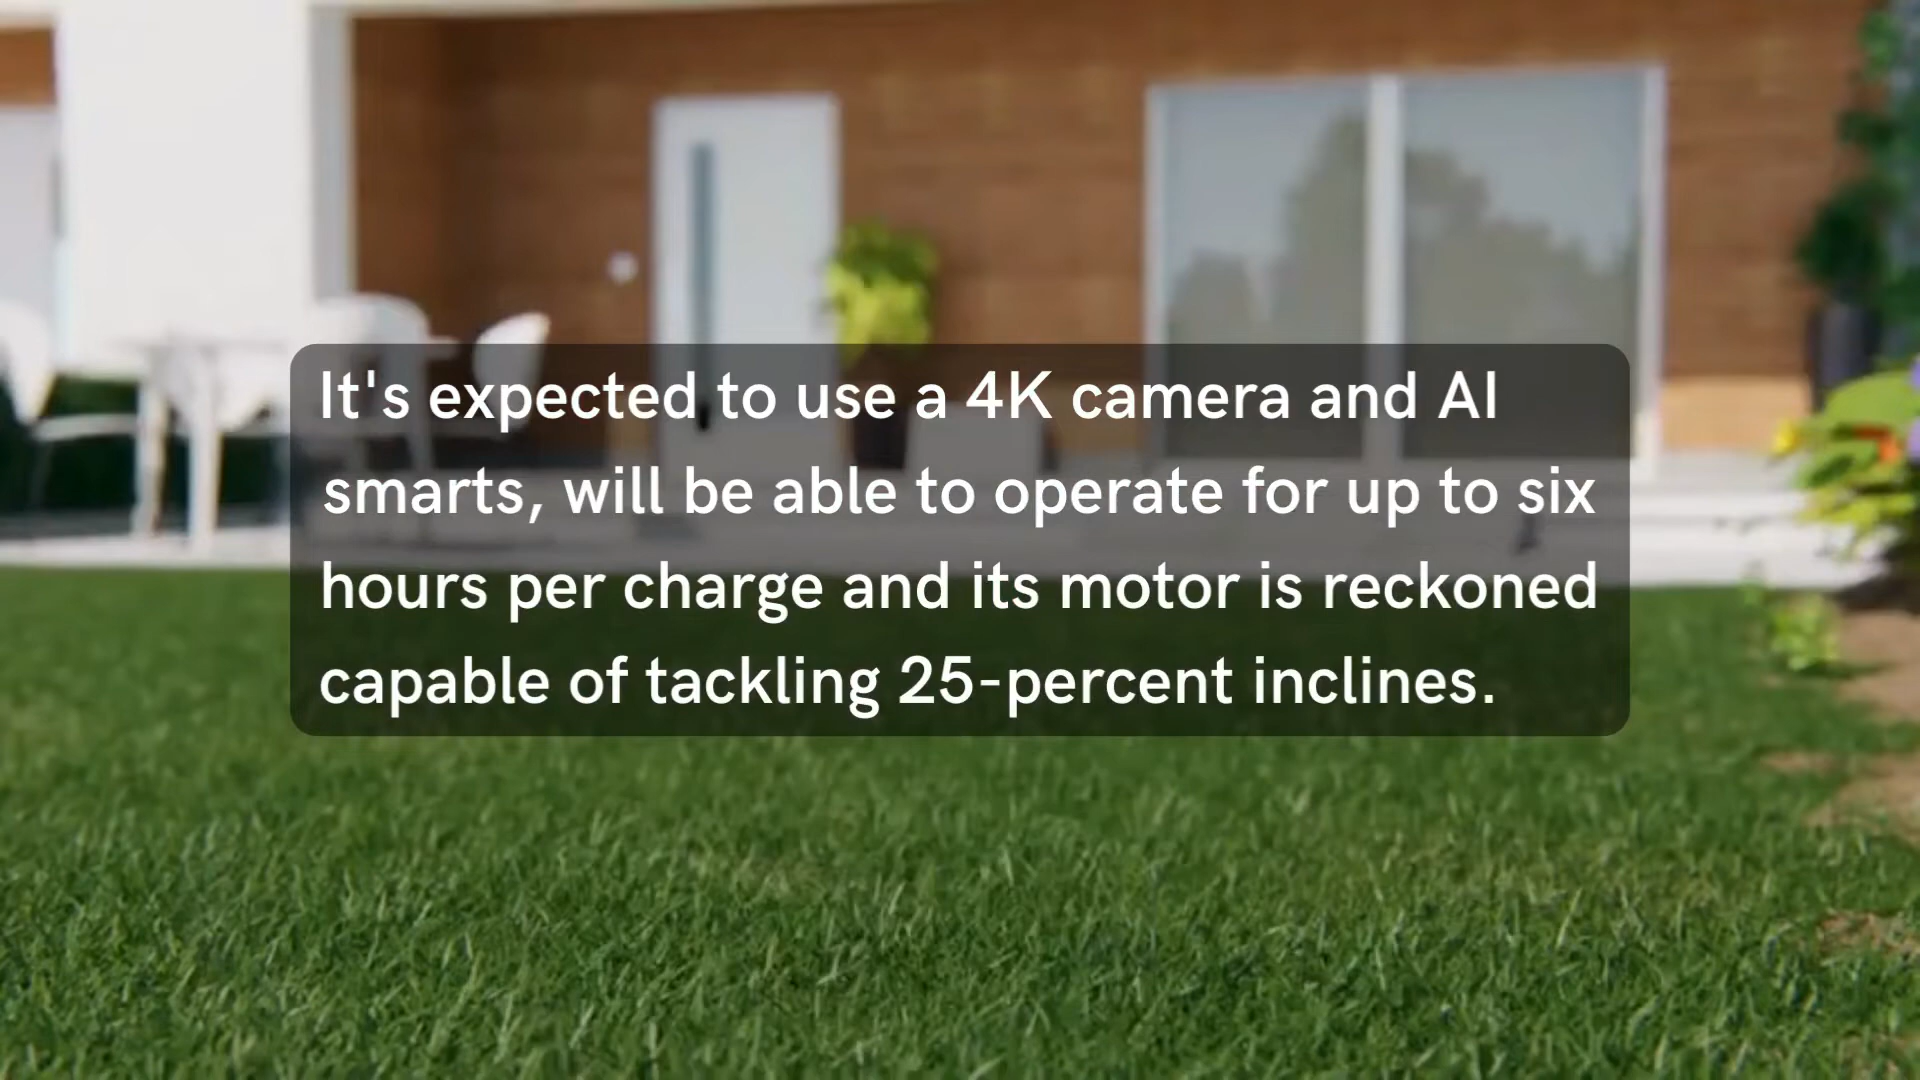 It's expected to use a 4K camera and AI
smarts, will be able to operate for up to six
hours per charge and its motor is reckoned
capable of tackling 25-percent inclines.